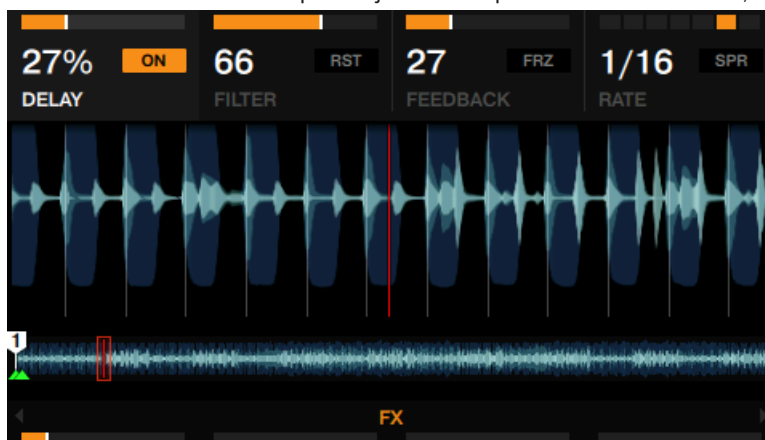 27% ON 66 RST 27 FRZ 1/16 SPR
DELAY FILTER FEEDBACK RATE
1
FX